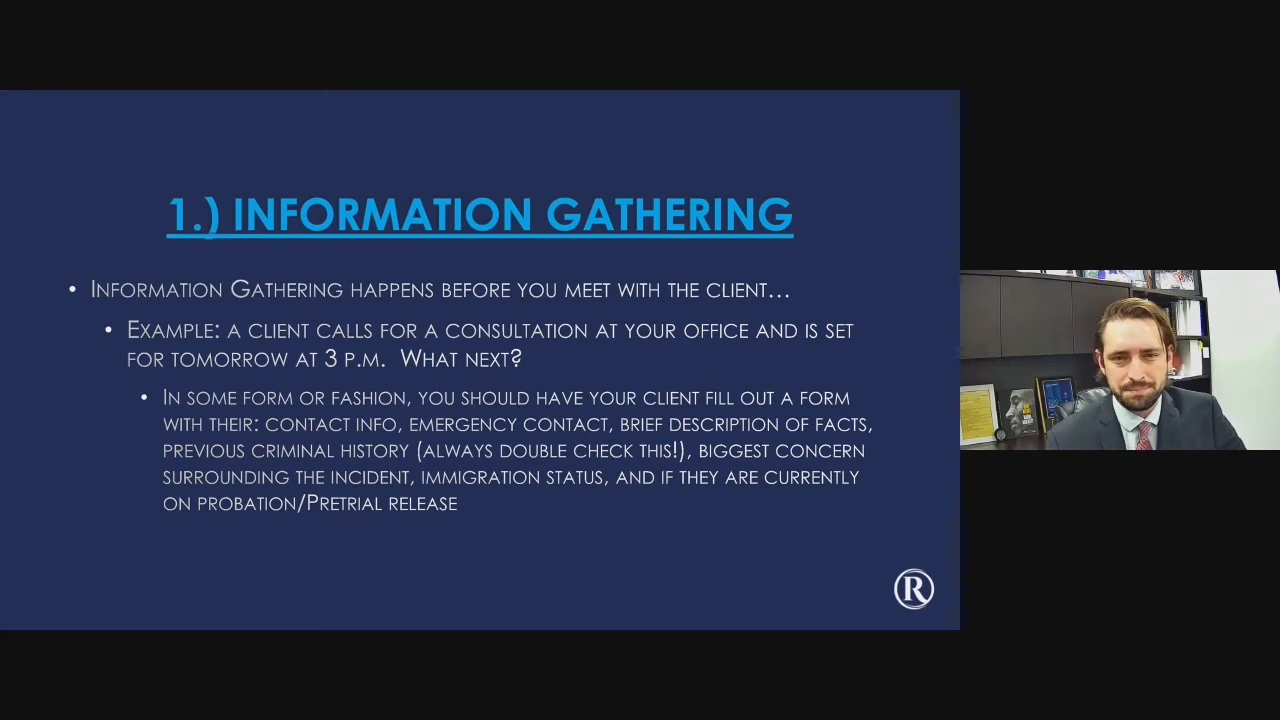 1.) INFORMATION GATHERING
• INFORMATION GATHERING HAPPENS BEFORE YOU MEET WITH THE CLIENT...
• EXAMPLE: A CLIENT CALLS FOR A CONSULTATION AT YOUR OFFICE AND IS SET
FOR TOMORROW AT 3 P.M. WHAT NEXT?
• IN SOME FORM OR FASHION, YOU SHOULD HAVE YOUR CLIENT FILL OUT A FORM
WITH THEIR: CONTACT INFO, EMERGENCY CONTACT, BRIEF DESCRIPTION OF FACTS,
PREVIOUS CRIMINAL HISTORY (ALWAYS DOUBLE CHECK THIS!), BIGGEST CONCERN
SURROUNDING THE INCIDENT, IMMIGRATION STATUS, AND IF THEY ARE CURRENTLY
ON PROBATION/PRETRIAL RELEASE
R